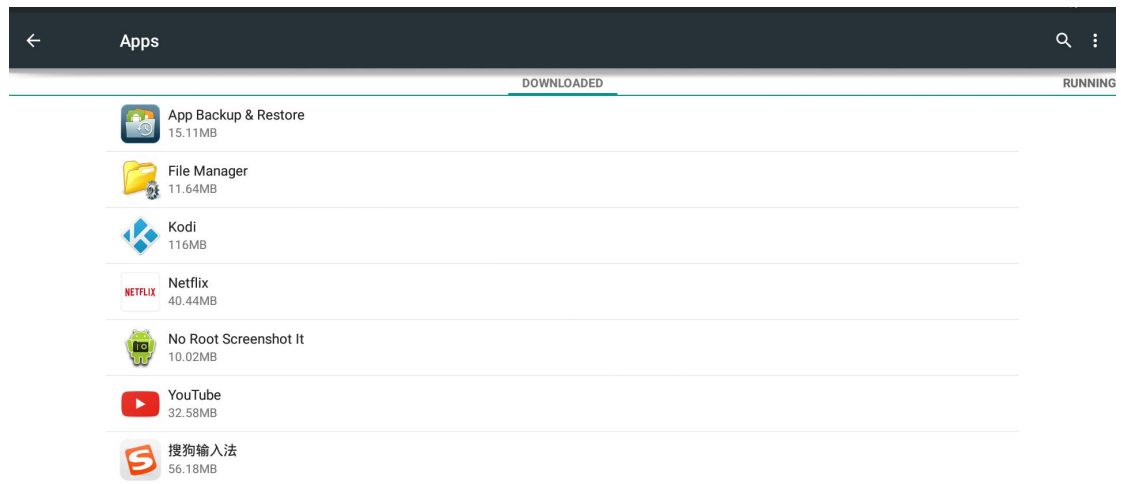 Apps
DOWNLOADED
RUNNING
App Backup & Restore
15.11MB
File Manager
11.64MB
Kodi
116MB
NETFLIX
Netflix
40.44MB
No Root Screenshot It
10.02MB
YouTube
32.58MB
搜狗输入法
56.18MB